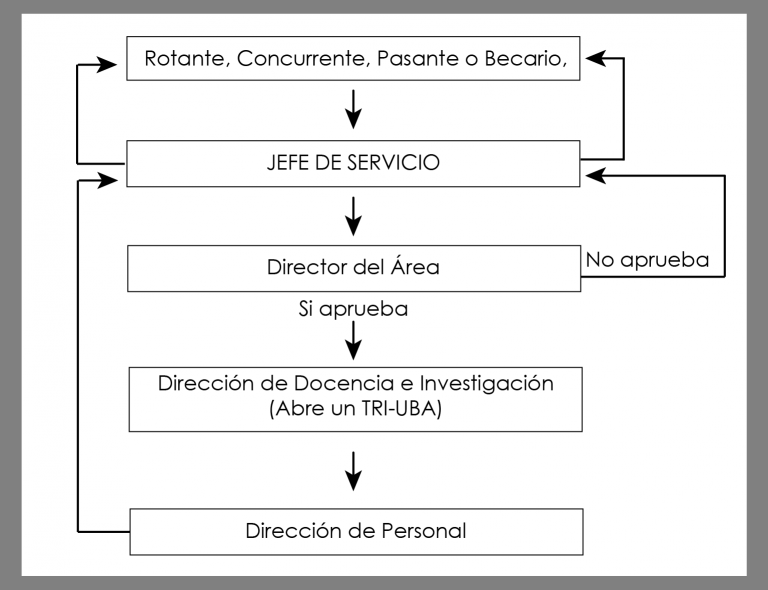 Rotante, Concurrente, Pasante o Becario,
JEFE DE SERVICIO
Director del Área
No aprueba
Si aprueba
Dirección de Docencia e Investigación
(Abre un TRI-UBA)
Dirección de Personal